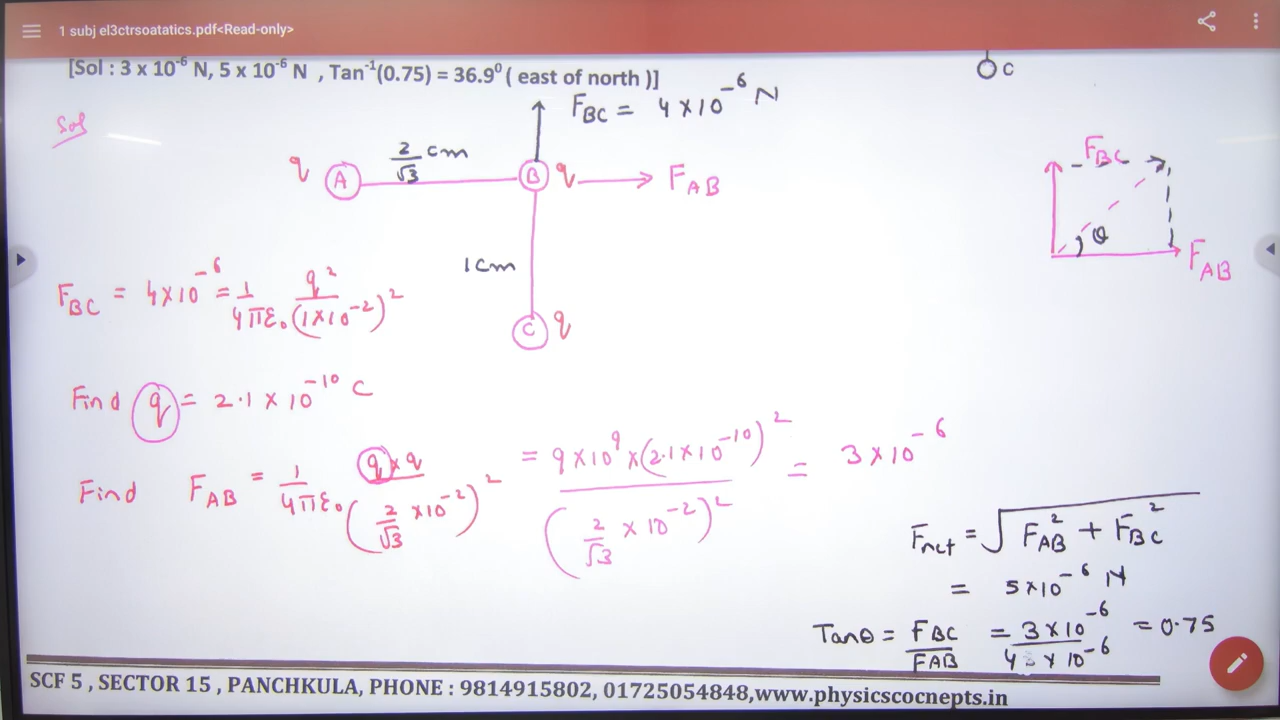 1 subj el3ctrsoatatics.pdf<Read-only>
[Sol : 3 x 10⁻⁶ N, 5 x 10⁻⁶ N , Tan⁻¹(0.75) = 36.9⁰ ( east of north )]
C
Sol
F_BC = 4×10⁻⁶ N
2/√3 cm
q A B q F_AB
F_BC
θ
F_AB
1cm
C q
F_BC = 4×10⁻⁶ = 1/4πε₀ q²/(1×10⁻²)²
Find q = 2.1 × 10⁻¹⁰ C
Find F_AB = 1/4πε₀ q×q/(2/√3 ×10⁻²)² = 9×10⁹×(2.1×10⁻¹⁰)²/(2/√3 × 10⁻²)² = 3×10⁻⁶
Fnet = √F_AB² + F_BC²
= 5×10⁻⁶ N
Tanθ = F_BC/F_AB = 3×10⁻⁶/4×10⁻⁶ = 0.75
SCF 5 , SECTOR 15 , PANCHKULA, PHONE : 9814915802, 01725054848,www.physicscocnepts.in